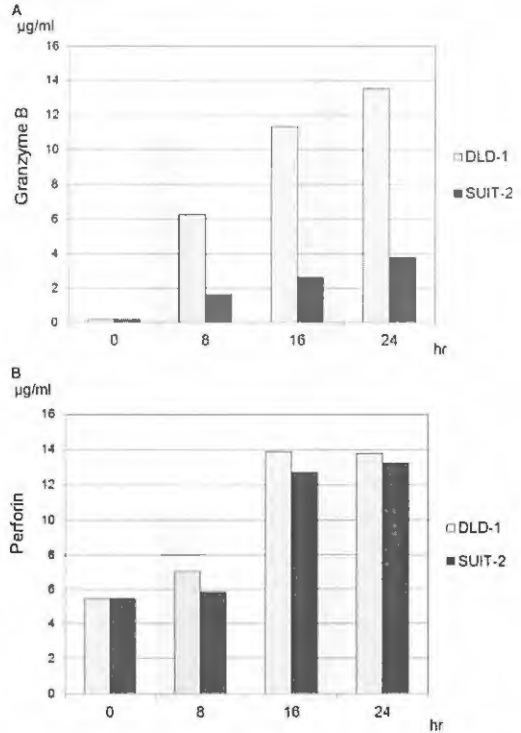 A
µg/ml
16
14
12
10
8
6
4
2
0
Granzyme B
0 8 16 24
hr
DLD-1
SUIT-2
B
µg/ml
16
14
12
10
8
6
4
2
0
Perforin
0 8 16 24
hr
DLD-1
SUIT-2